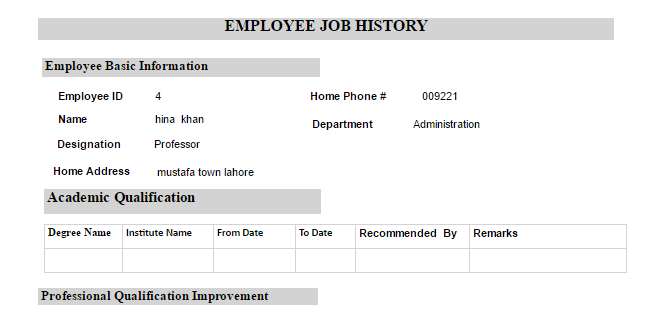 EMPLOYEE JOB HISTORY
Employee Basic Information
Employee ID 4 Home Phone # 009221
Name hina khan Department Administration
Designation Professor
Home Address mustafa town lahore
Academic Qualification
Degree Name Institute Name From Date To Date Recommended By Remarks
Professional Qualification Improvement